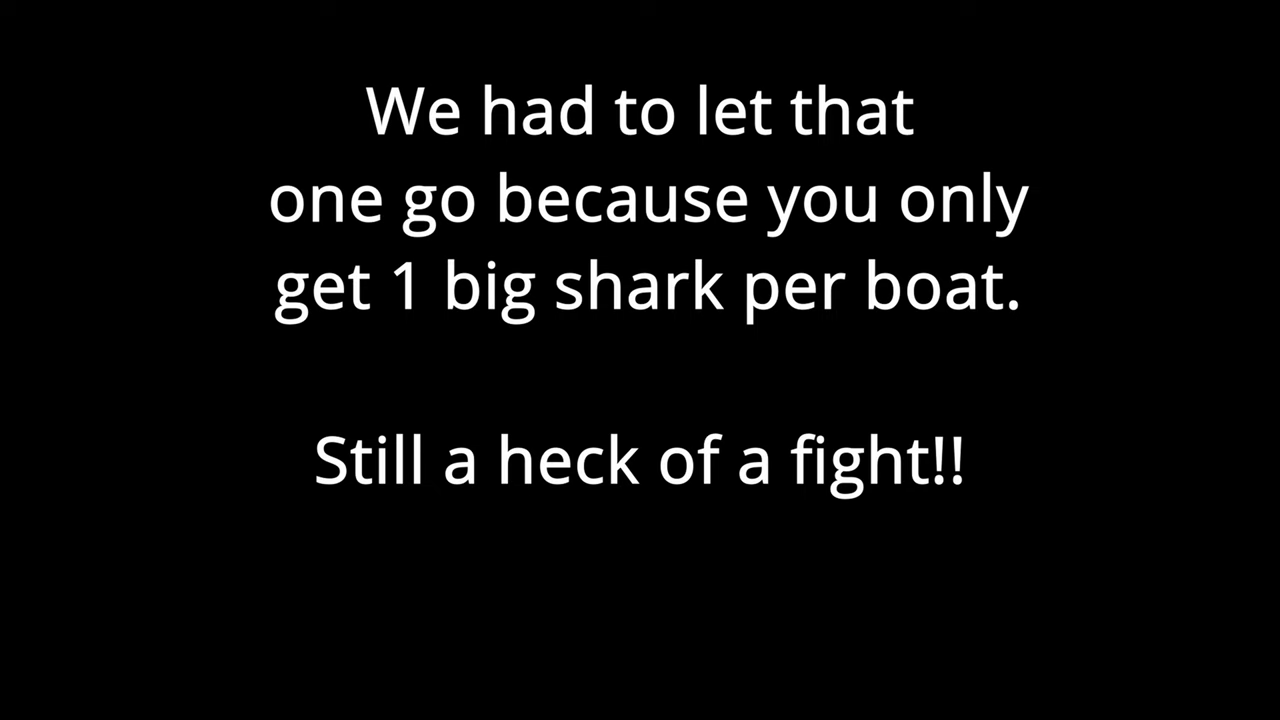 We had to let that
one go because you only
get 1 big shark per boat.
Still a heck of a fight!!